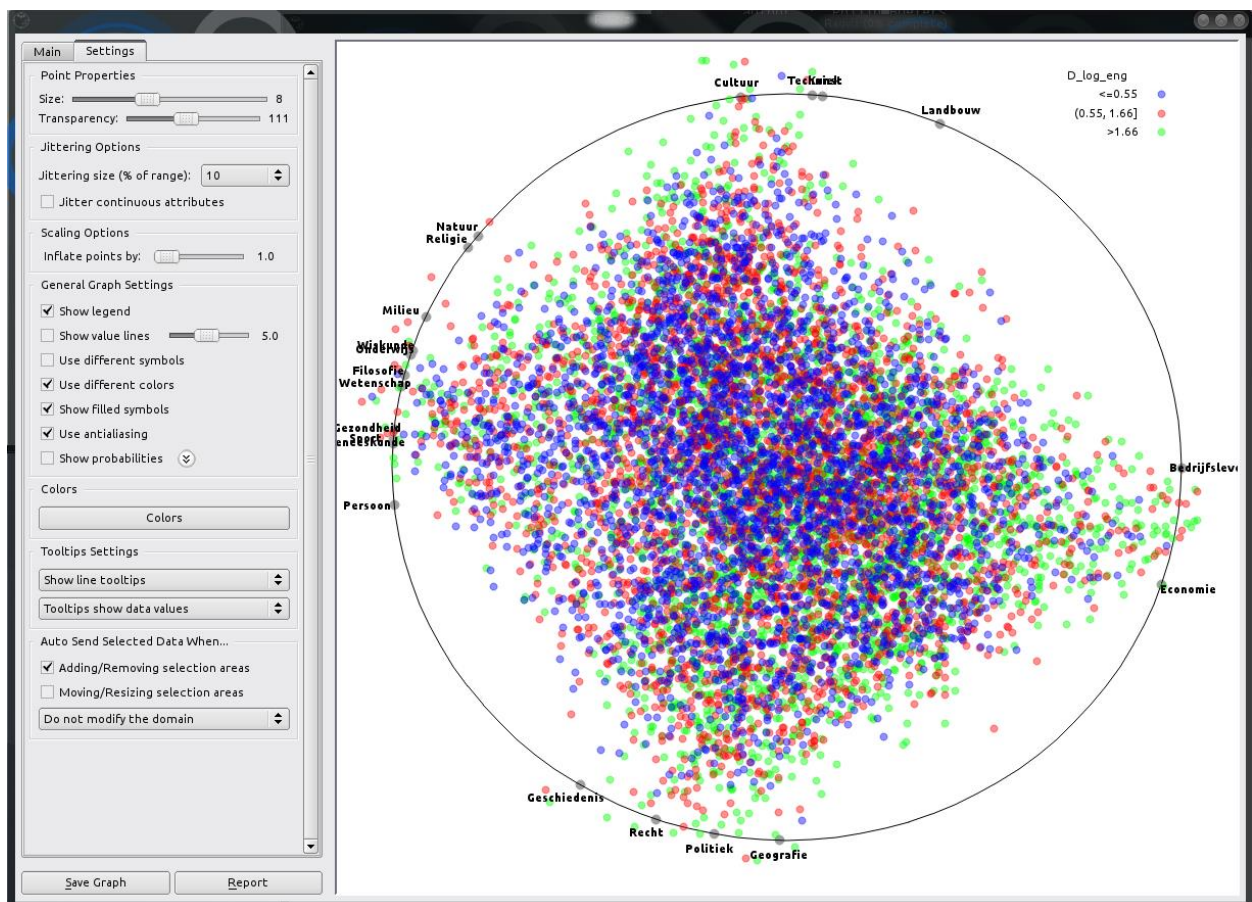 Main
Settings
Point Properties
Size:
8
Transparency:
111
Jittering Options
Jittering size (% of range):
10
Jitter continuous attributes
Scaling Options
Inflate points by:
1.0
General Graph Settings
Show legend
Show value lines
5.0
Use different symbols
Use different colors
Show filled symbols
Use antialiasing
Show probabilities
Colors
Colors
Tooltips Settings
Show line tooltips
Tooltips show data values
Auto Send Selected Data When...
Adding/Removing selection areas
Moving/Resizing selection areas
Do not modify the domain
Save Graph
Report
D_log_eng
<=0.55
(0.55, 1.66]
>1.66
Cultuur
Landbouw
Natuur
Religie
Milieu
Wiskunde
Onderwijs
Filosofie
Wetenschap
Gezondheid
Sport
eneeskunde
Persoon
Bedrijfsleve
Economie
Geschiedenis
Recht
Politiek
Geografie